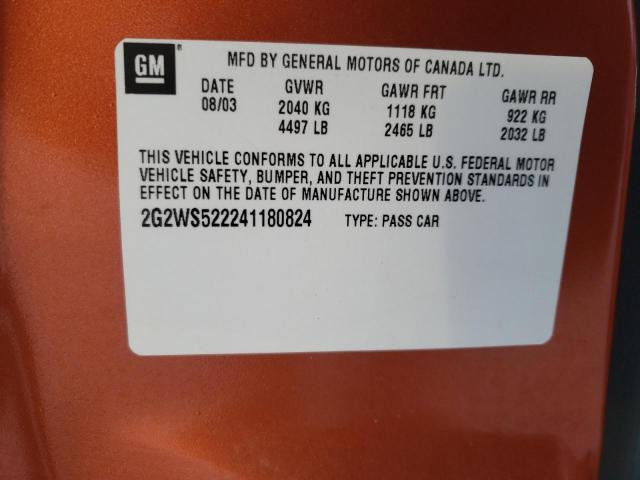 GM
MFD BY GENERAL MOTORS OF CANADA LTD.
DATE GVWR GAWR FRT GAWR RR
08/03 2040 KG 1118 KG 922 KG
4497 LB 2465 LB 2032 LB
THIS VEHICLE CONFORMS TO ALL APPLICABLE U.S. FEDERAL MOTOR
VEHICLE SAFETY, BUMPER, AND THEFT PREVENTION STANDARDS IN
EFFECT ON THE DATE OF MANUFACTURE SHOWN ABOVE.
2G2WS522241180824 TYPE: PASS CAR